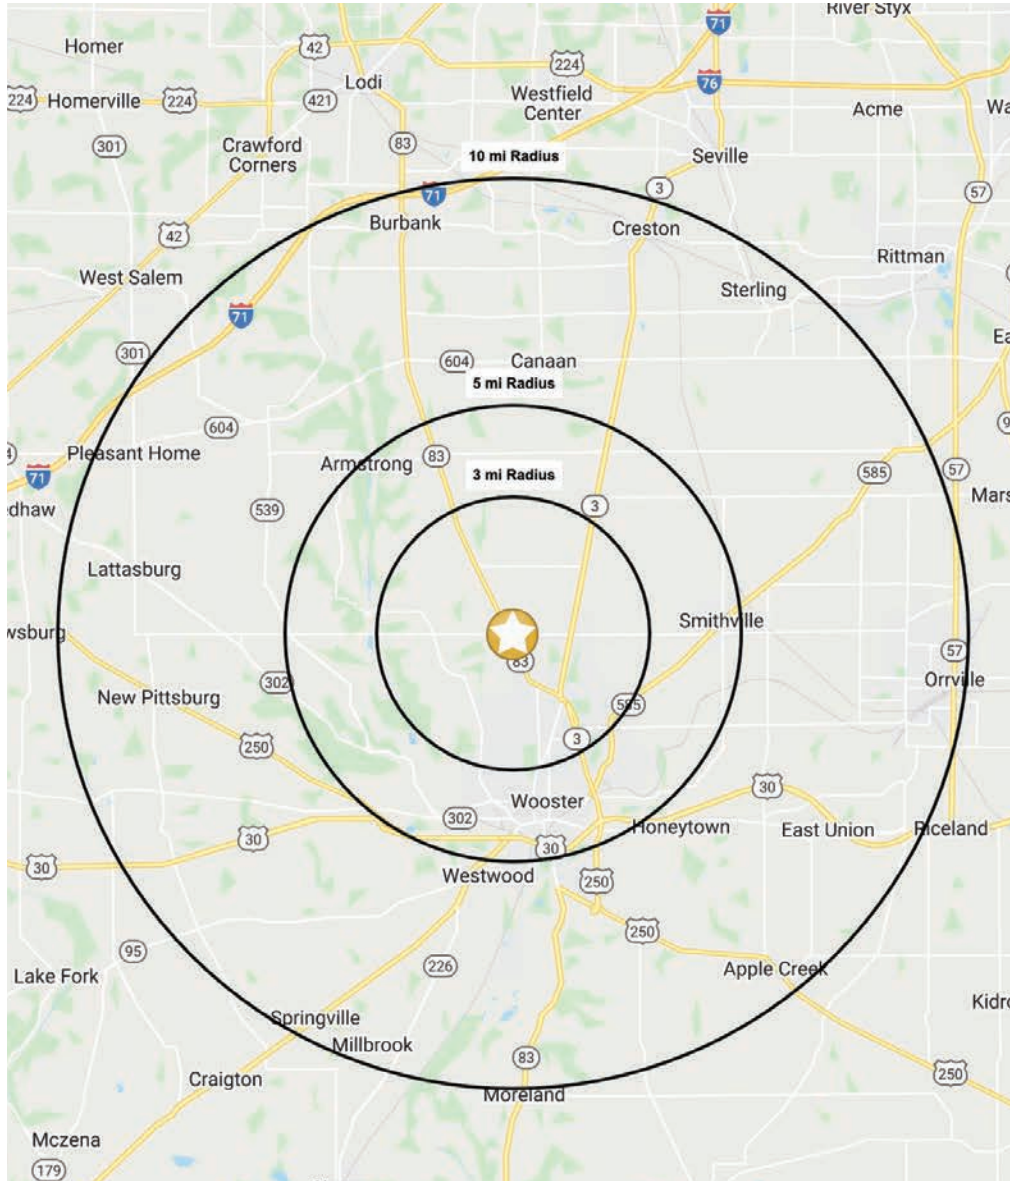 River Styx
71
Homer
42
224
Lodi
76
224
Homerville
224
421
Westfield
Center
Acme
301
83
Crawford
Corners
10 mi Radius
Seville
71
3
57
Burbank
Creston
42
West Salem
Rittman
Sterling
71
301
604
Canaan
5 mi Radius
604
Pleasant Home
83
Armstrong
585
57
71
3 mi Radius
539
3
Lattasburg
Smithville
83
57
302
Orrville
New Pittsburg
585
250
3
30
Wooster
302
Honeytown
East Union
Riceland
30
30
30
Westwood
250
250
95
226
Apple Creek
Lake Fork
Springville
Millbrook
83
Craigton
250
Moreland
Mczena
179